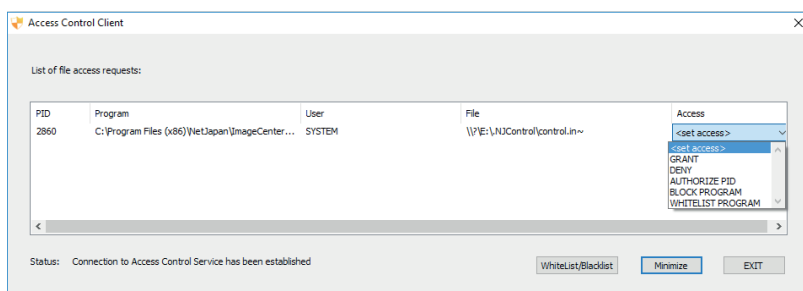 Access Control Client
List of file access requests:
PID Program User File Access
2860 C:\Program Files (x86)\NetJapan\ImageCenter... SYSTEM \\?\E:\.NJControl\control.in~ <set access>
<set access>
GRANT
DENY
AUTHORIZE PID
BLOCK PROGRAM
WHITELIST PROGRAM
Status: Connection to Access Control Service has been established WhiteList/Blacklist Minimize EXIT